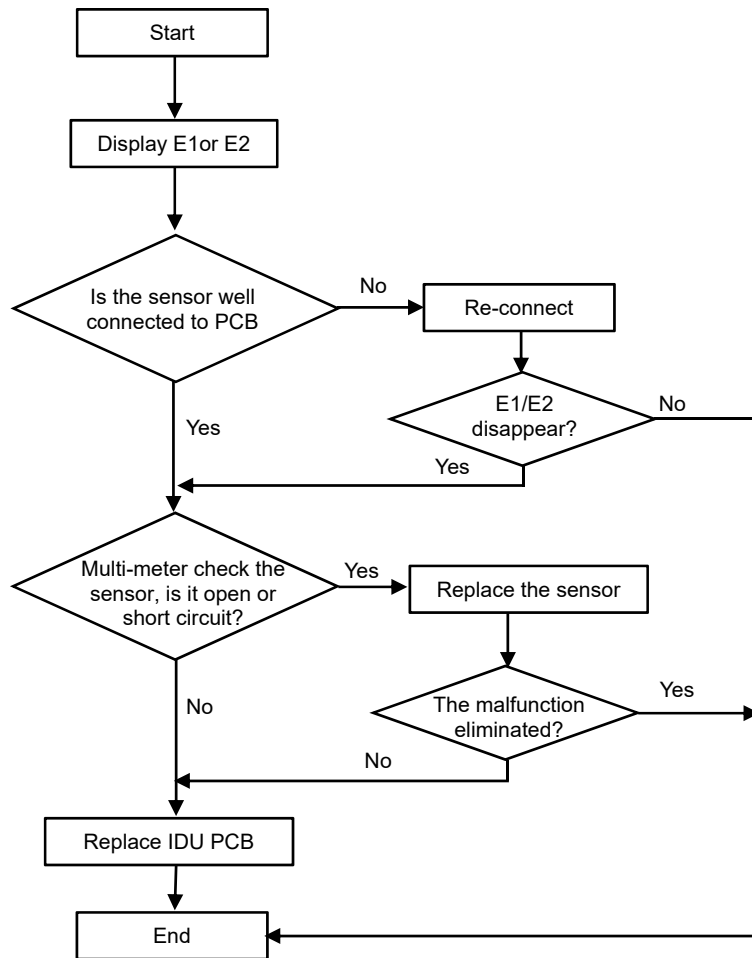 Start
Display E1or E2
Is the sensor well
connected to PCB
No
Re-connect
E1/E2
disappear?
No
Yes
Yes
Multi-meter check the
sensor, is it open or
short circuit?
Yes
Replace the sensor
The malfunction
eliminated?
Yes
No
No
Replace IDU PCB
End